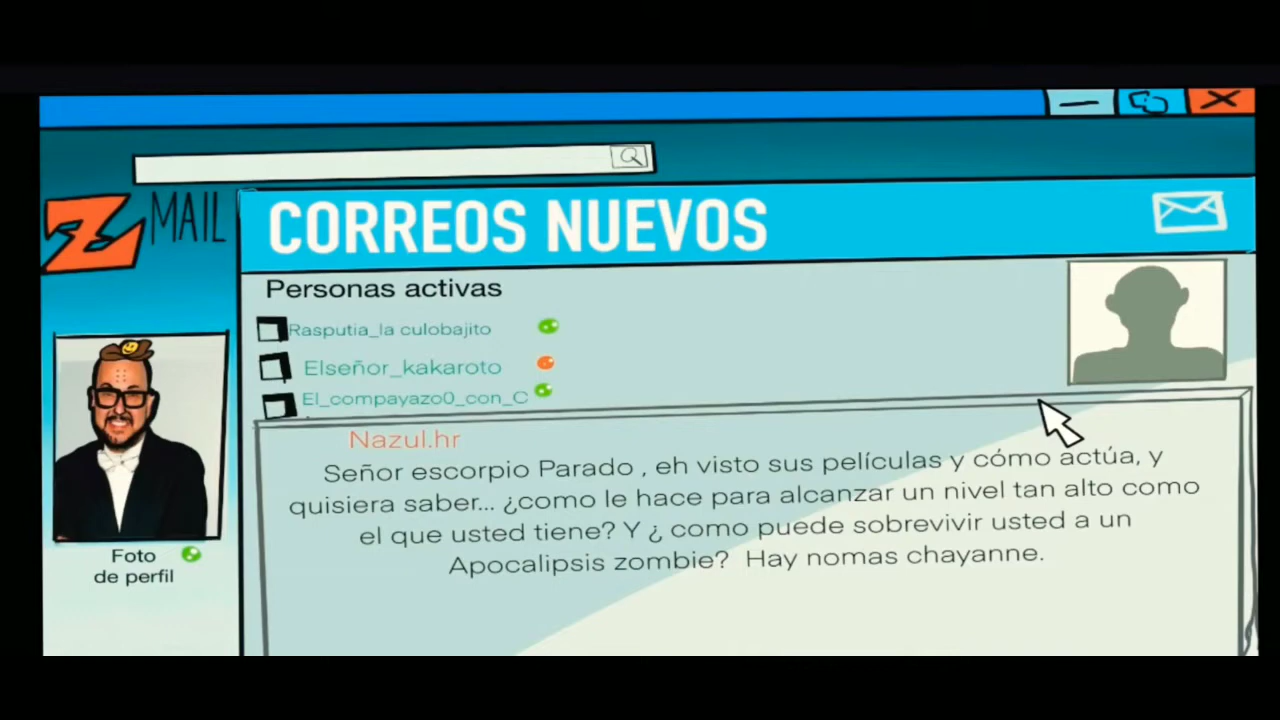 Z MAIL
CORREOS NUEVOS
Personas activas
Rasputia_la culobajito
Elseñor_kakaroto
El_compayazo0_con_C
Foto
de perfil
Nazul.hr
Señor escorpio Parado , eh visto sus películas y cómo actúa, y
quisiera saber... ¿como le hace para alcanzar un nivel tan alto como
el que usted tiene? Y ¿ como puede sobrevivir usted a un
Apocalipsis zombie? Hay nomas chayanne.